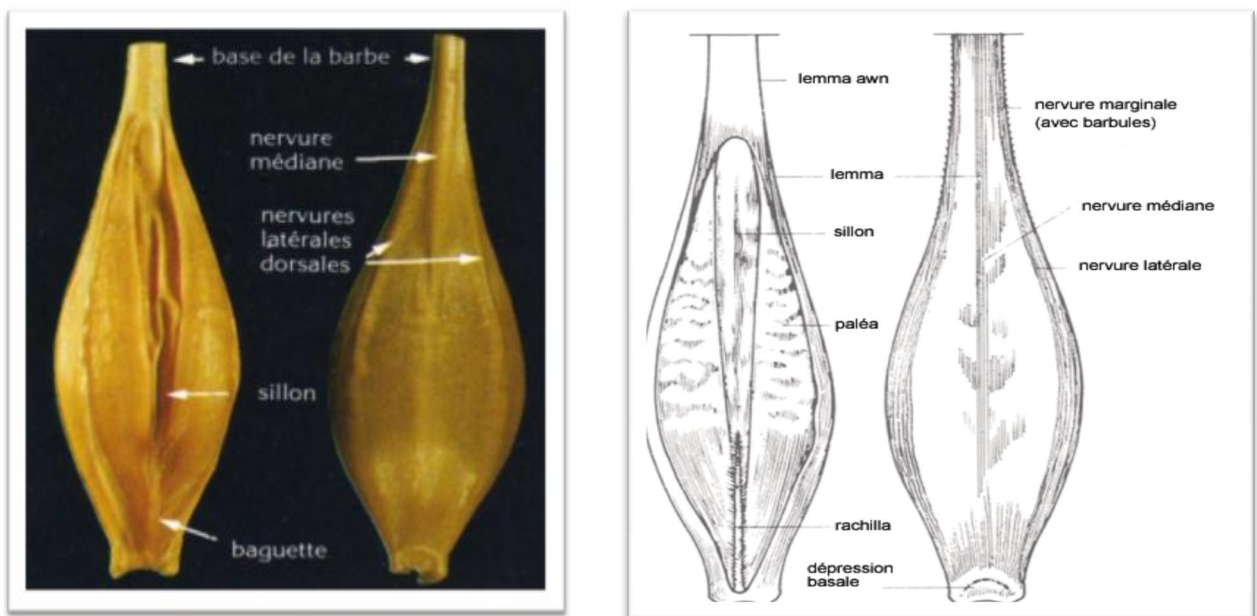 base de la barbe
nervure
médiane
nervures
latérales
dorsales
sillon
baguette
lemma awn
nervure marginale
(avec barbules)
lemma
nervure médiane
sillon
nervure latérale
paléa
rachilla
dépression
basale